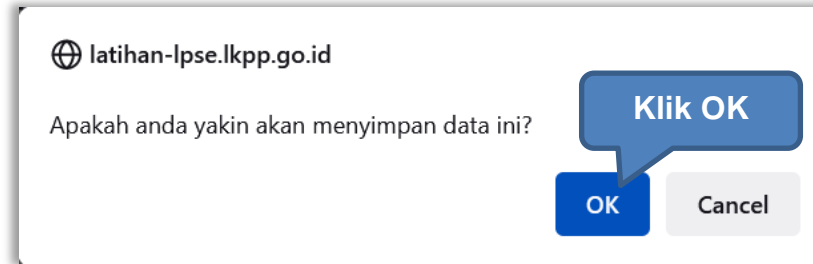 latihan-lpse.lkpp.go.id
Apakah anda yakin akan menyimpan data ini?
Klik OK
OK
Cancel